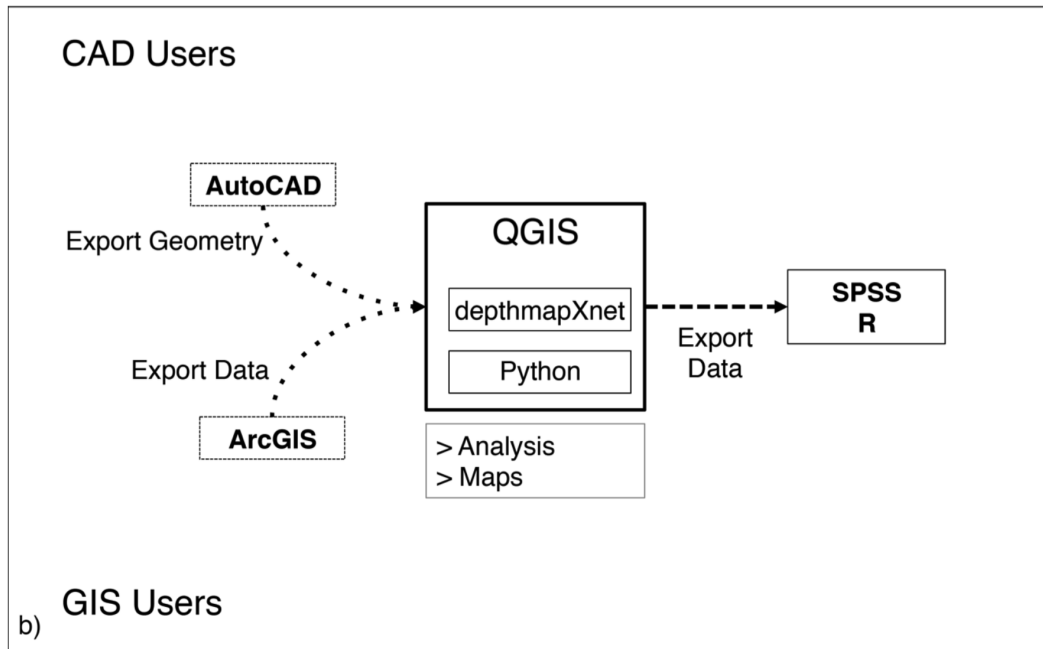 CAD Users
AutoCAD
Export Geometry
Export Data
ArcGIS
QGIS
depthmapXnet
Python
> Analysis
> Maps
Export
Data
SPSS
R
GIS Users
b)